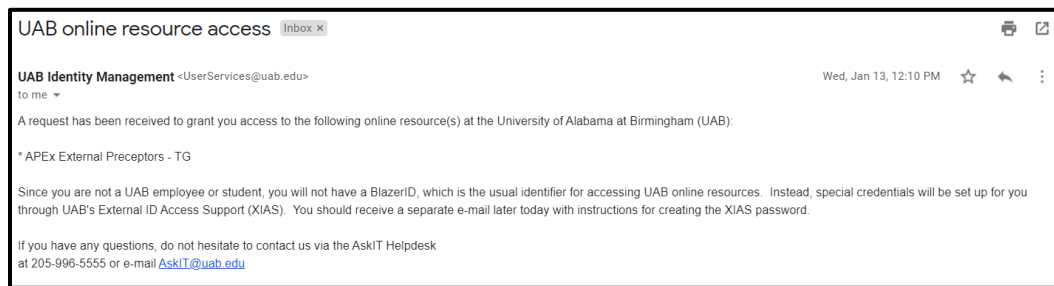 UAB online resource access Inbox ×
UAB Identity Management <UserServices@uab.edu> Wed, Jan 13, 12:10 PM
to me
A request has been received to grant you access to the following online resource(s) at the University of Alabama at Birmingham (UAB):
* APEx External Preceptors - TG
Since you are not a UAB employee or student, you will not have a BlazerID, which is the usual identifier for accessing UAB online resources. Instead, special credentials will be set up for you
through UAB's External ID Access Support (XIAS). You should receive a separate e-mail later today with instructions for creating the XIAS password.
If you have any questions, do not hesitate to contact us via the AskIT Helpdesk
at 205-996-5555 or e-mail AskIT@uab.edu